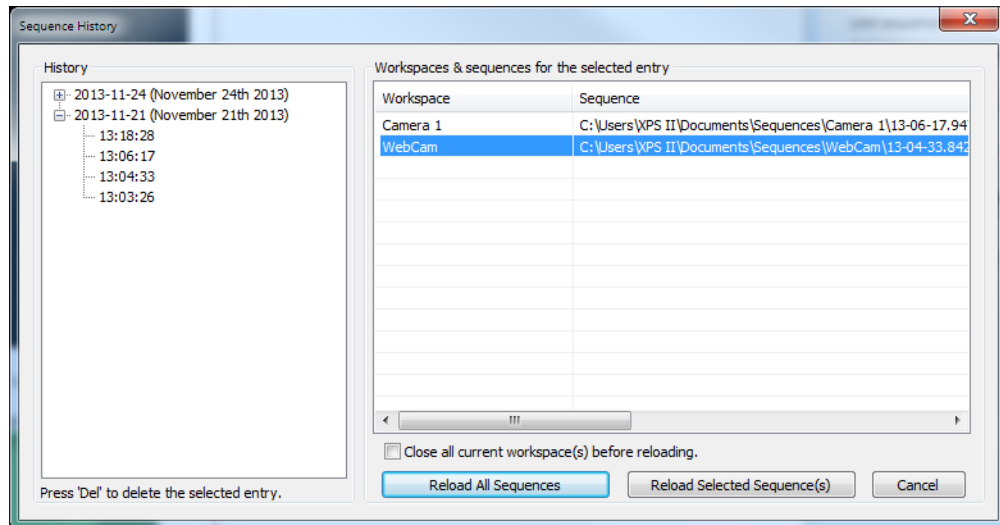 Sequence History
History
2013-11-24 (November 24th 2013)
2013-11-21 (November 21th 2013)
13:18:28
13:06:17
13:04:33
13:03:26
Press 'Del' to delete the selected entry.
Workspaces & sequences for the selected entry
Workspace Sequence
Camera 1 C:\Users\XPS II\Documents\Sequences\Camera 1\13-06-17.94
WebCam C:\Users\XPS II\Documents\Sequences\WebCam\13-04-33.842
Close all current workspace(s) before reloading.
Reload All Sequences Reload Selected Sequence(s) Cancel